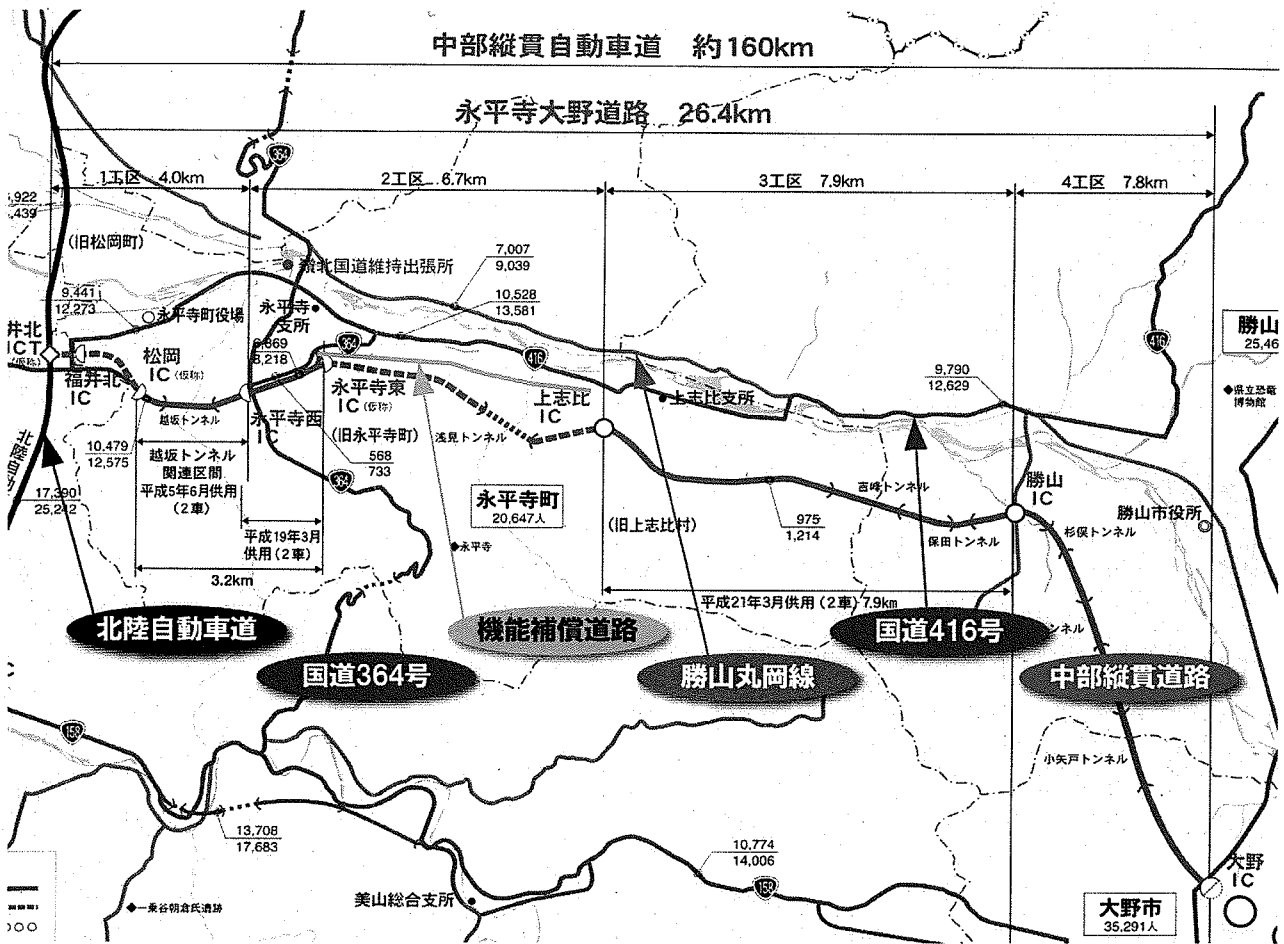 中部縦貫自動車道 約160km
永平寺大野道路 26.4km
1工区 4.0km
2工区 6.7km
3工区 7.9km
4工区 7.8km
364
,922
,439
(旧松岡町)
7,007
9,039
9,441
12,273
永平寺町役場
永平寺
支所
10,528
13,581
416
井北
ICT
(仮称)
福井北
IC
松岡
IC (仮称)
8,218
364
416
勝山
25,46
県立恐竜
博物館
永平寺東
IC (仮称)
上志比
IC
上志比支所
9,790
12,629
越坂トンネル
永平寺西
IC
(旧永平寺町)
浅見トンネル
10,479
12,575
越坂トンネル
関連区間
平成5年6月供用
(2車)
568
733
364
17,390
25,242
永平寺町
20,647人
永平寺
(旧上志比村)
吉峰トンネル
975
1,214
保田トンネル
勝山
IC
杉俣トンネル
勝山市役所
平成19年3月
供用(2車)
3.2km
平成21年3月供用(2車)7.9km
北陸自動車道
機能補償道路
国道416号
国道364号
勝山丸岡線
中部縦貫道路
158
小矢戸トンネル
13,708
17,683
10,774
14,006
158
一乗谷朝倉氏遺跡
美山総合支所
大野市
35,291人
大野
IC